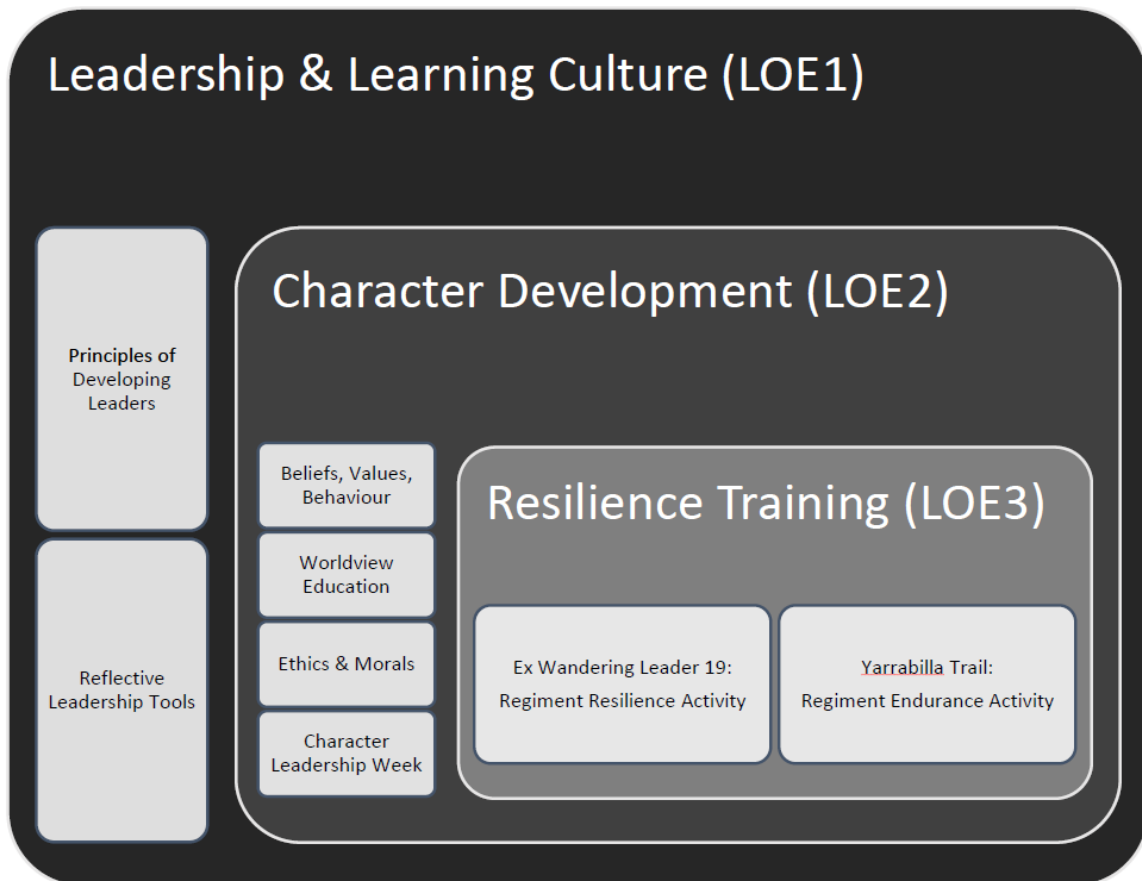 Leadership & Learning Culture (LOE1)
Principles of
Developing
Leaders
Reflective
Leadership Tools
Character Development (LOE2)
Beliefs, Values,
Behaviour
Worldview
Education
Ethics & Morals
Character
Leadership Week
Resilience Training (LOE3)
Ex Wandering Leader 19:
Regiment Resilience Activity
Yarrabilla Trail:
Regiment Endurance Activity